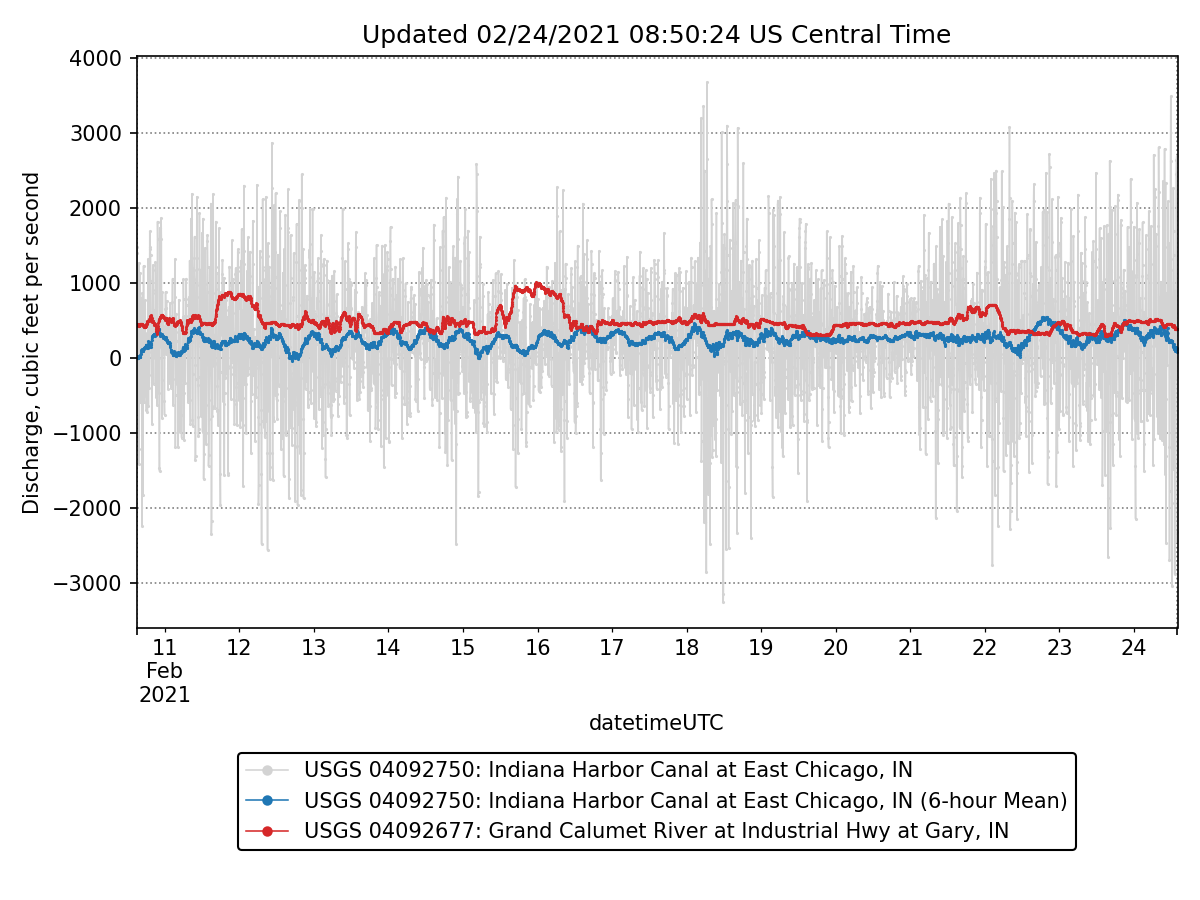 Updated 02/24/2021 08:50:24 US Central Time
Discharge, cubic feet per second
4000
3000
2000
1000
0
−1000
−2000
−3000
11 12 13 14 15 16 17 18 19 20 21 22 23 24
Feb
2021
datetimeUTC
USGS 04092750: Indiana Harbor Canal at East Chicago, IN
USGS 04092750: Indiana Harbor Canal at East Chicago, IN (6-hour Mean)
USGS 04092677: Grand Calumet River at Industrial Hwy at Gary, IN